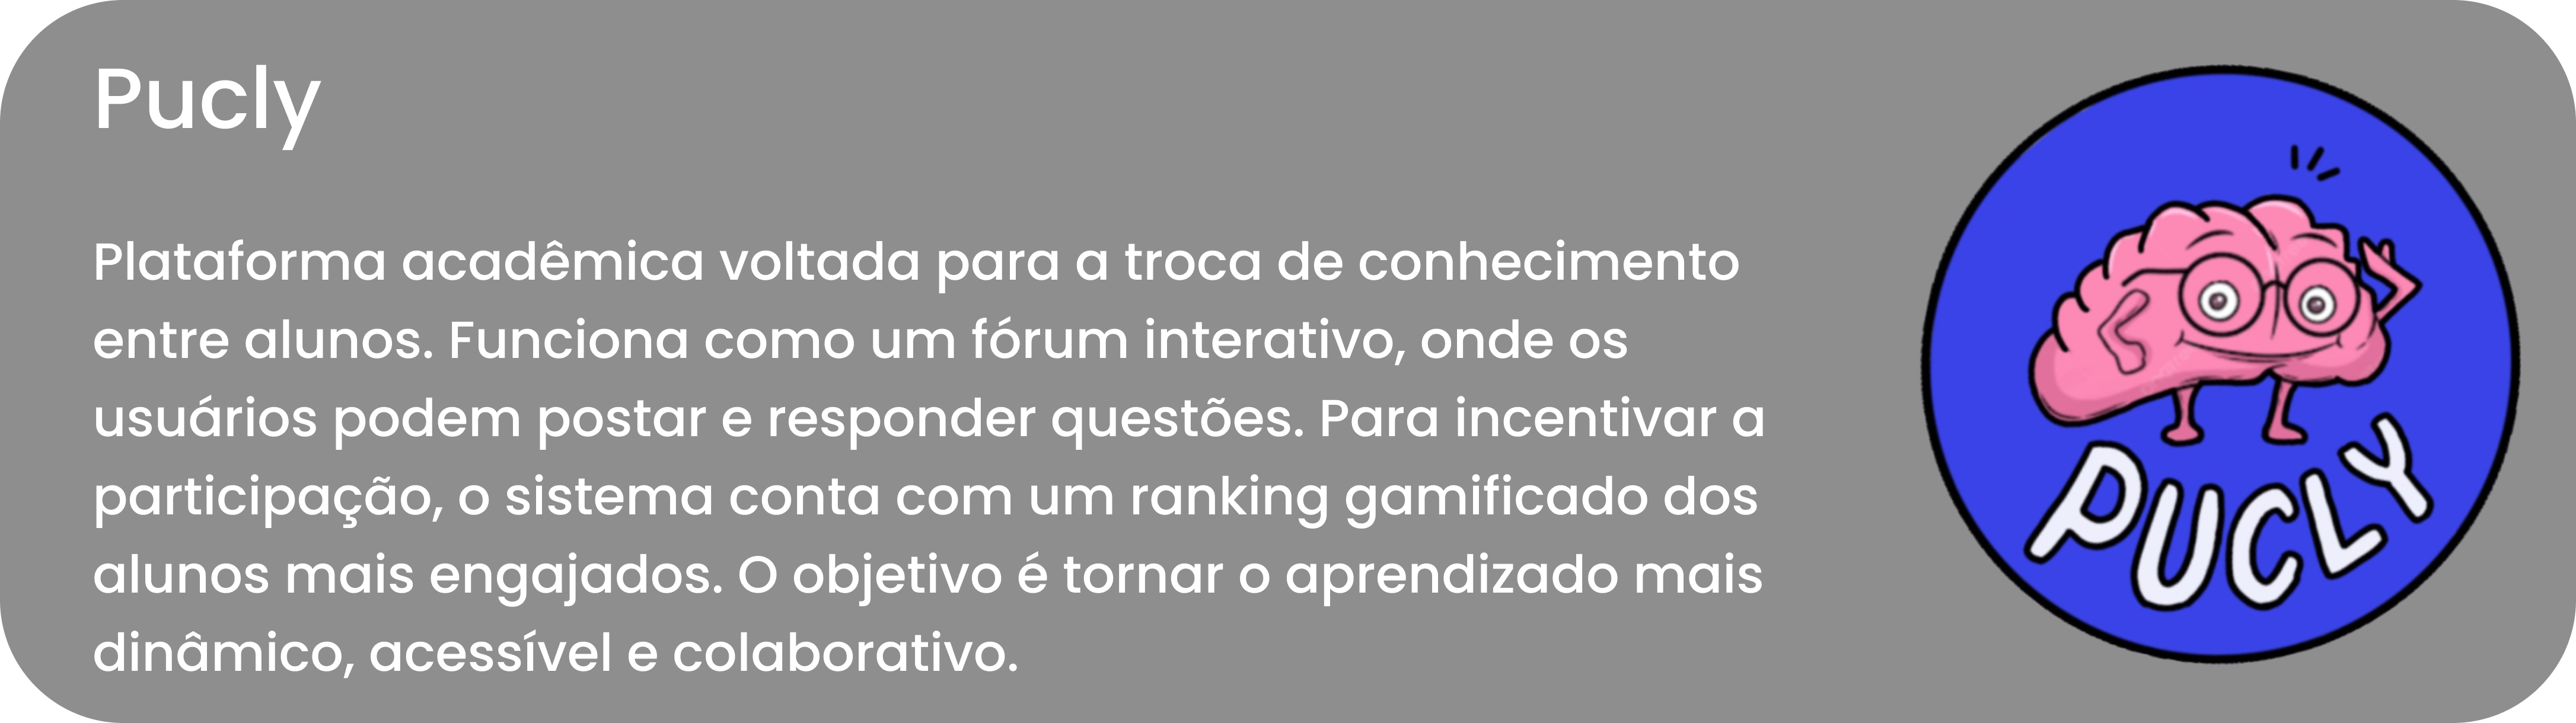 Pucly
Plataforma acadêmica voltada para a troca de conhecimento
entre alunos. Funciona como um fórum interativo, onde os
usuários podem postar e responder questões. Para incentivar a
participação, o sistema conta com um ranking gamificado dos
alunos mais engajados. O objetivo é tornar o aprendizado mais
dinâmico, acessível e colaborativo.
PUCLY